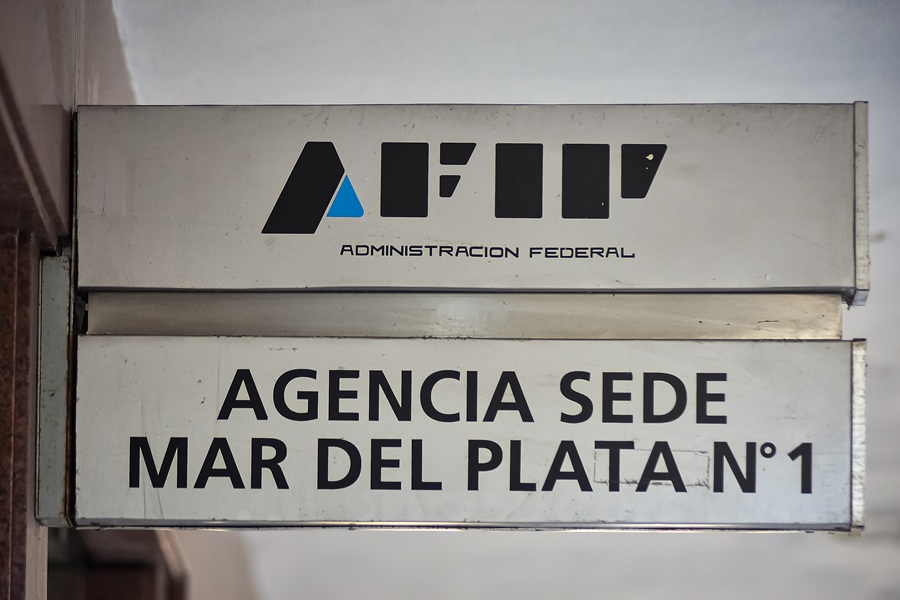 AFIP
ADMINISTRACION FEDERAL
AGENCIA SEDE
MAR DEL PLATA N°1